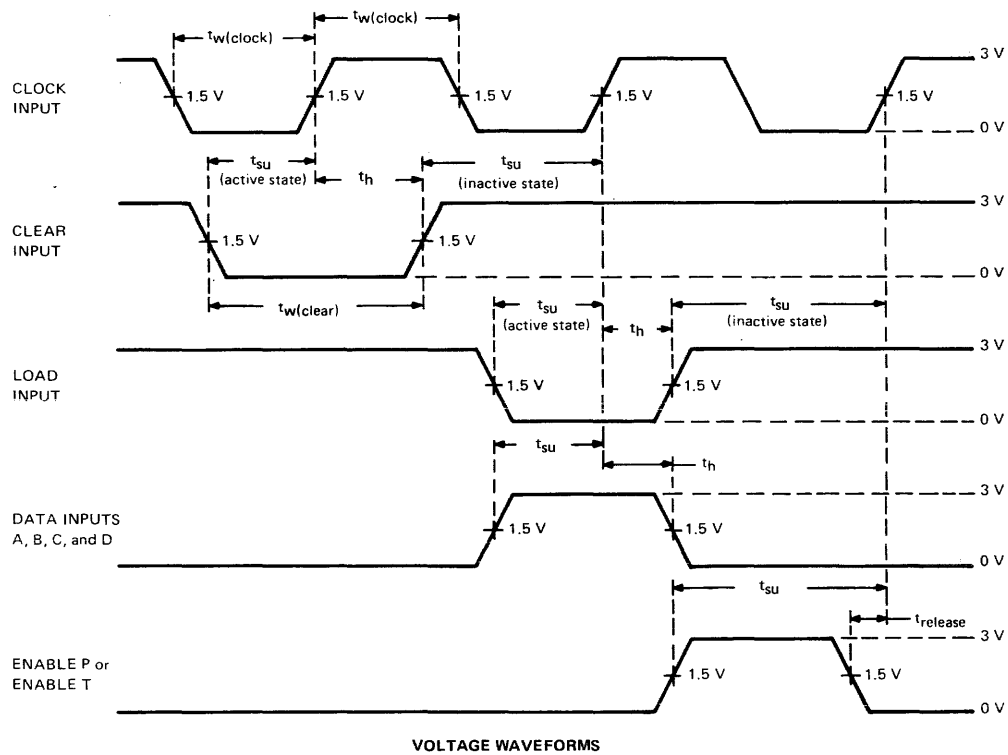 tw(clock) tw(clock)
3 V
CLOCK
INPUT
1.5 V 1.5 V 1.5 V 1.5 V 1.5 V
0 V
tsu
(active state)
th
tsu
(inactive state)
3 V
CLEAR
INPUT
1.5 V 1.5 V
0 V
tw(clear)
tsu
(active state)
th
tsu
(inactive state)
3 V
LOAD
INPUT
1.5 V 1.5 V
0 V
tsu
th
3 V
DATA INPUTS
A, B, C, and D
1.5 V 1.5 V
0 V
tsu
trelease
3 V
ENABLE P or
ENABLE T
1.5 V 1.5 V
0 V
VOLTAGE WAVEFORMS